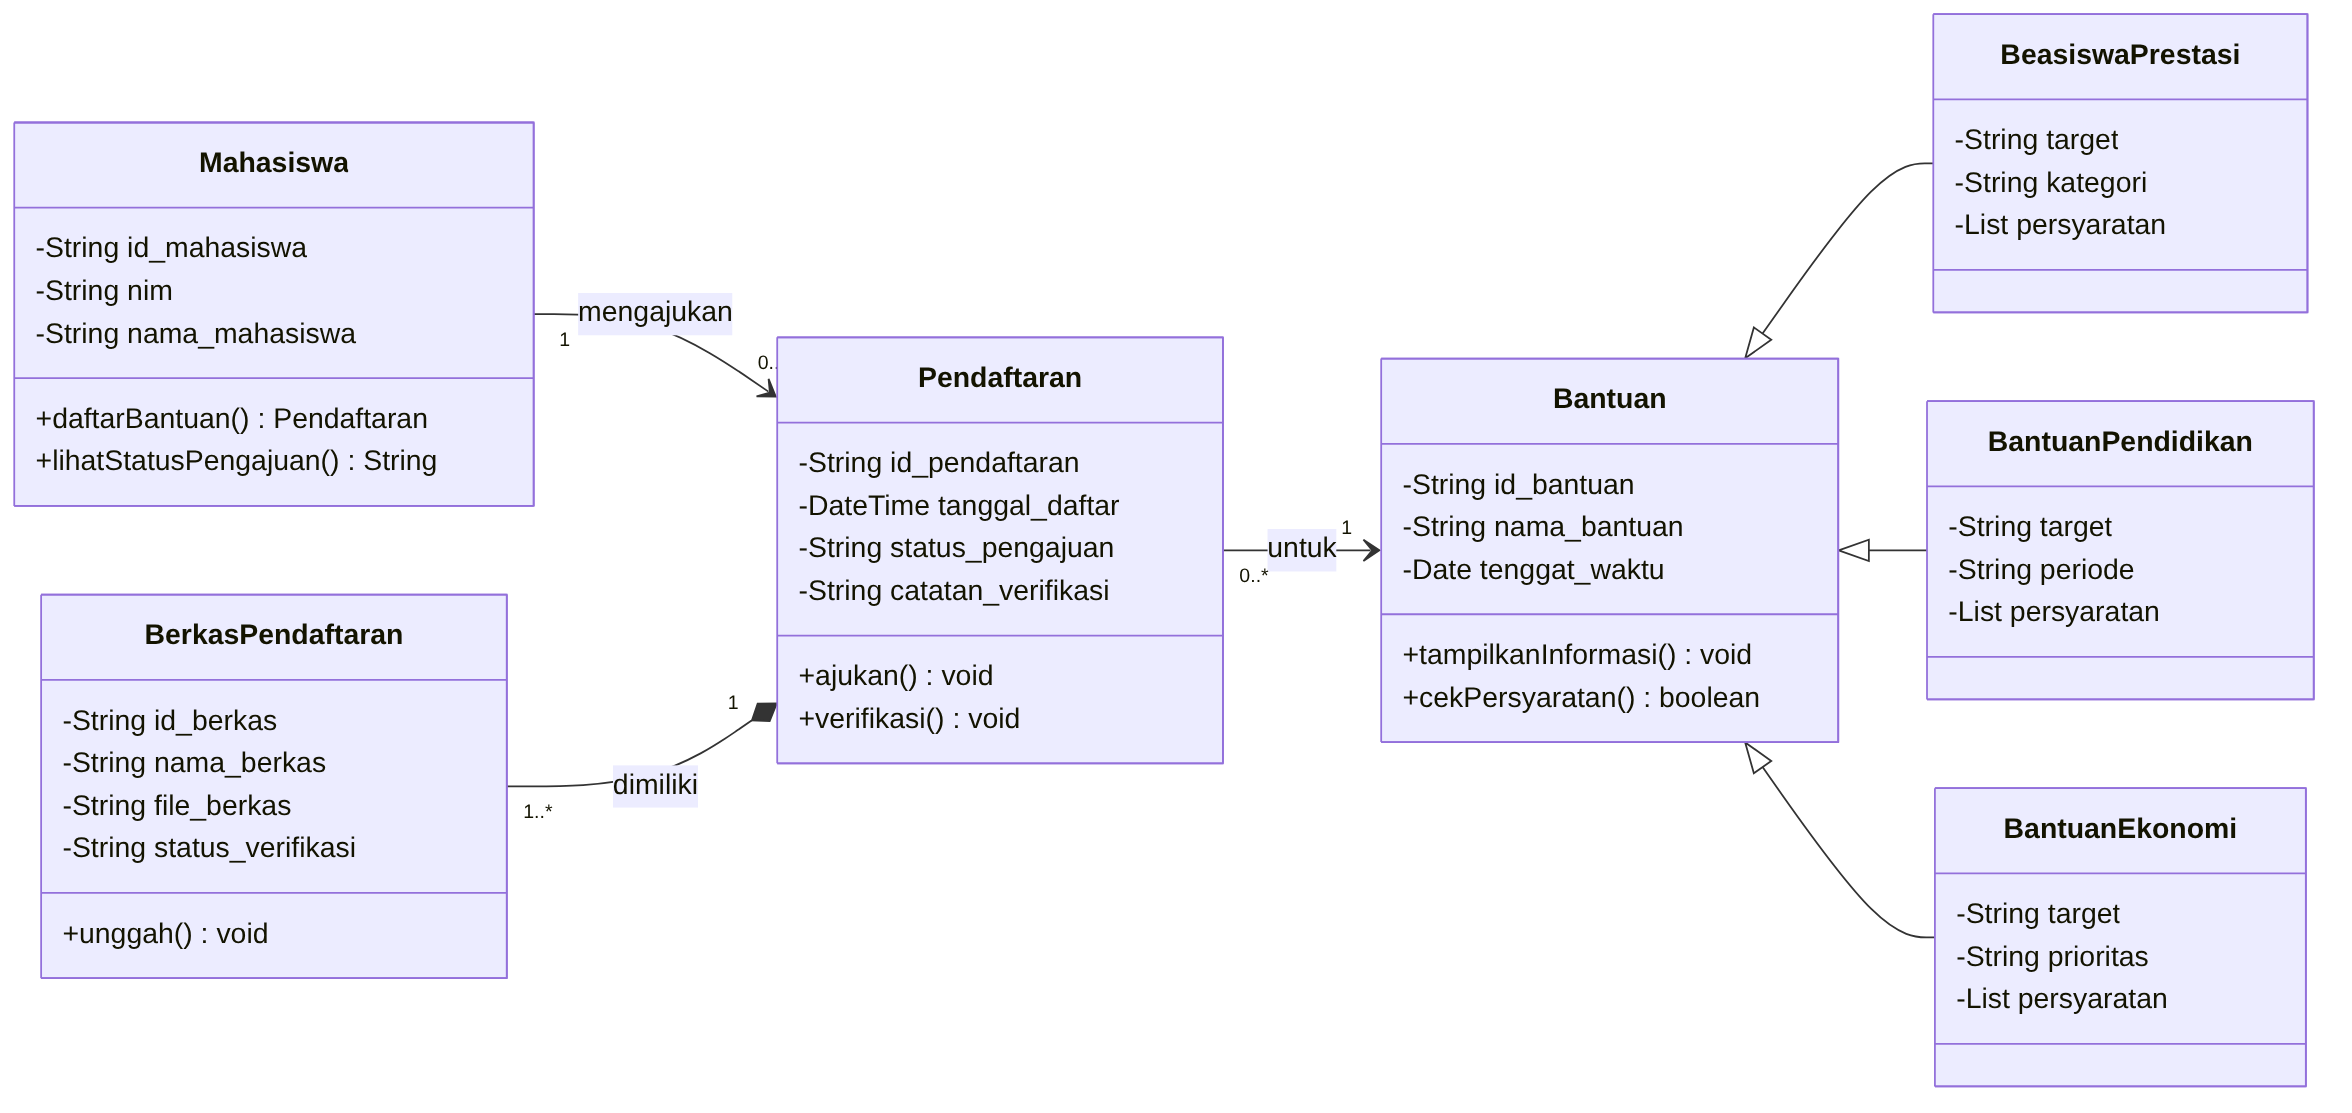 Mahasiswa
-String id_mahasiswa
-String nim
-String nama_mahasiswa
+daftarBantuan() : Pendaftaran
+lihatStatusPengajuan() : String
mengajukan
1
0..
BerkasPendaftaran
-String id_berkas
-String nama_berkas
-String file_berkas
-String status_verifikasi
+unggah() : void
dimiliki
1
1..*
Pendaftaran
-String id_pendaftaran
-DateTime tanggal_daftar
-String status_pengajuan
-String catatan_verifikasi
+ajukan() : void
+verifikasi() : void
untuk
1
0..*
Bantuan
-String id_bantuan
-String nama_bantuan
-Date tenggat_waktu
+tampilkanInformasi() : void
+cekPersyaratan() : boolean
BeasiswaPrestasi
-String target
-String kategori
-List persyaratan
BantuanPendidikan
-String target
-String periode
-List persyaratan
BantuanEkonomi
-String target
-String prioritas
-List persyaratan